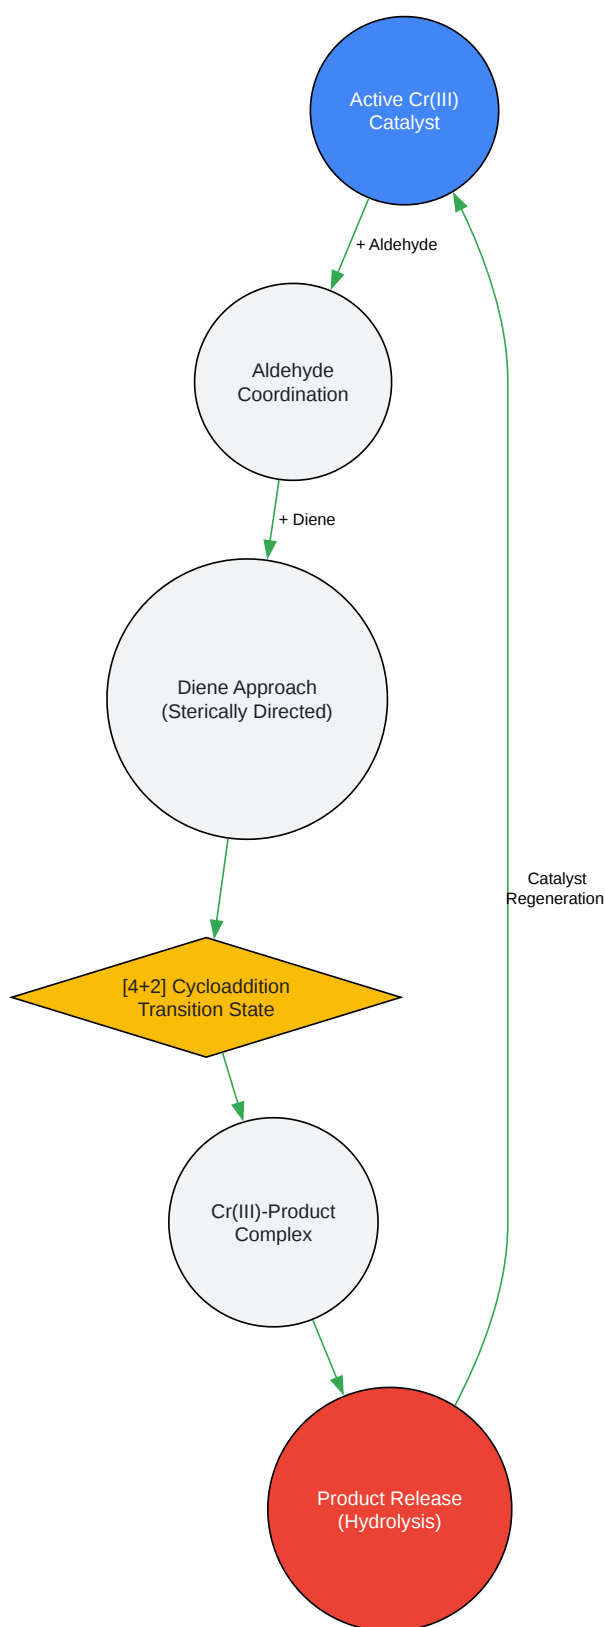 Active Cr(III)
Catalyst
+ Aldehyde
Aldehyde
Coordination
+ Diene
Diene Approach
(Sterically Directed)
Catalyst
Regeneration
[4+2] Cycloaddition
Transition State
Cr(III)-Product
Complex
Product Release
(Hydrolysis)